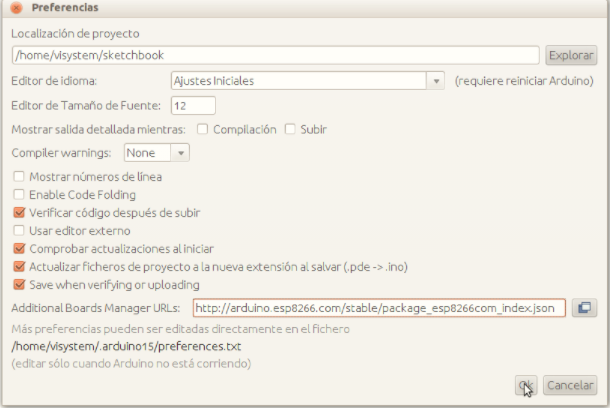 Preferencias
Localización de proyecto
/home/visystem/sketchbook Explorar
Editor de idioma: Ajustes Iniciales (requiere reiniciar Arduino)
Editor de Tamaño de Fuente: 12
Mostrar salida detallada mientras: Compilación Subir
Compiler warnings: None
Mostrar números de línea
Enable Code Folding
Verificar código después de subir
Usar editor externo
Comprobar actualizaciones al iniciar
Actualizar ficheros de proyecto a la nueva extensión al salvar (.pde -> .ino)
Save when verifying or uploading
Additional Boards Manager URLs: http://arduino.esp8266.com/stable/package_esp8266com_index.json
Más preferencias pueden ser editadas directamente en el fichero
/home/visystem/.arduino15/preferences.txt
(editar sólo cuando Arduino no está corriendo)
Ok Cancelar